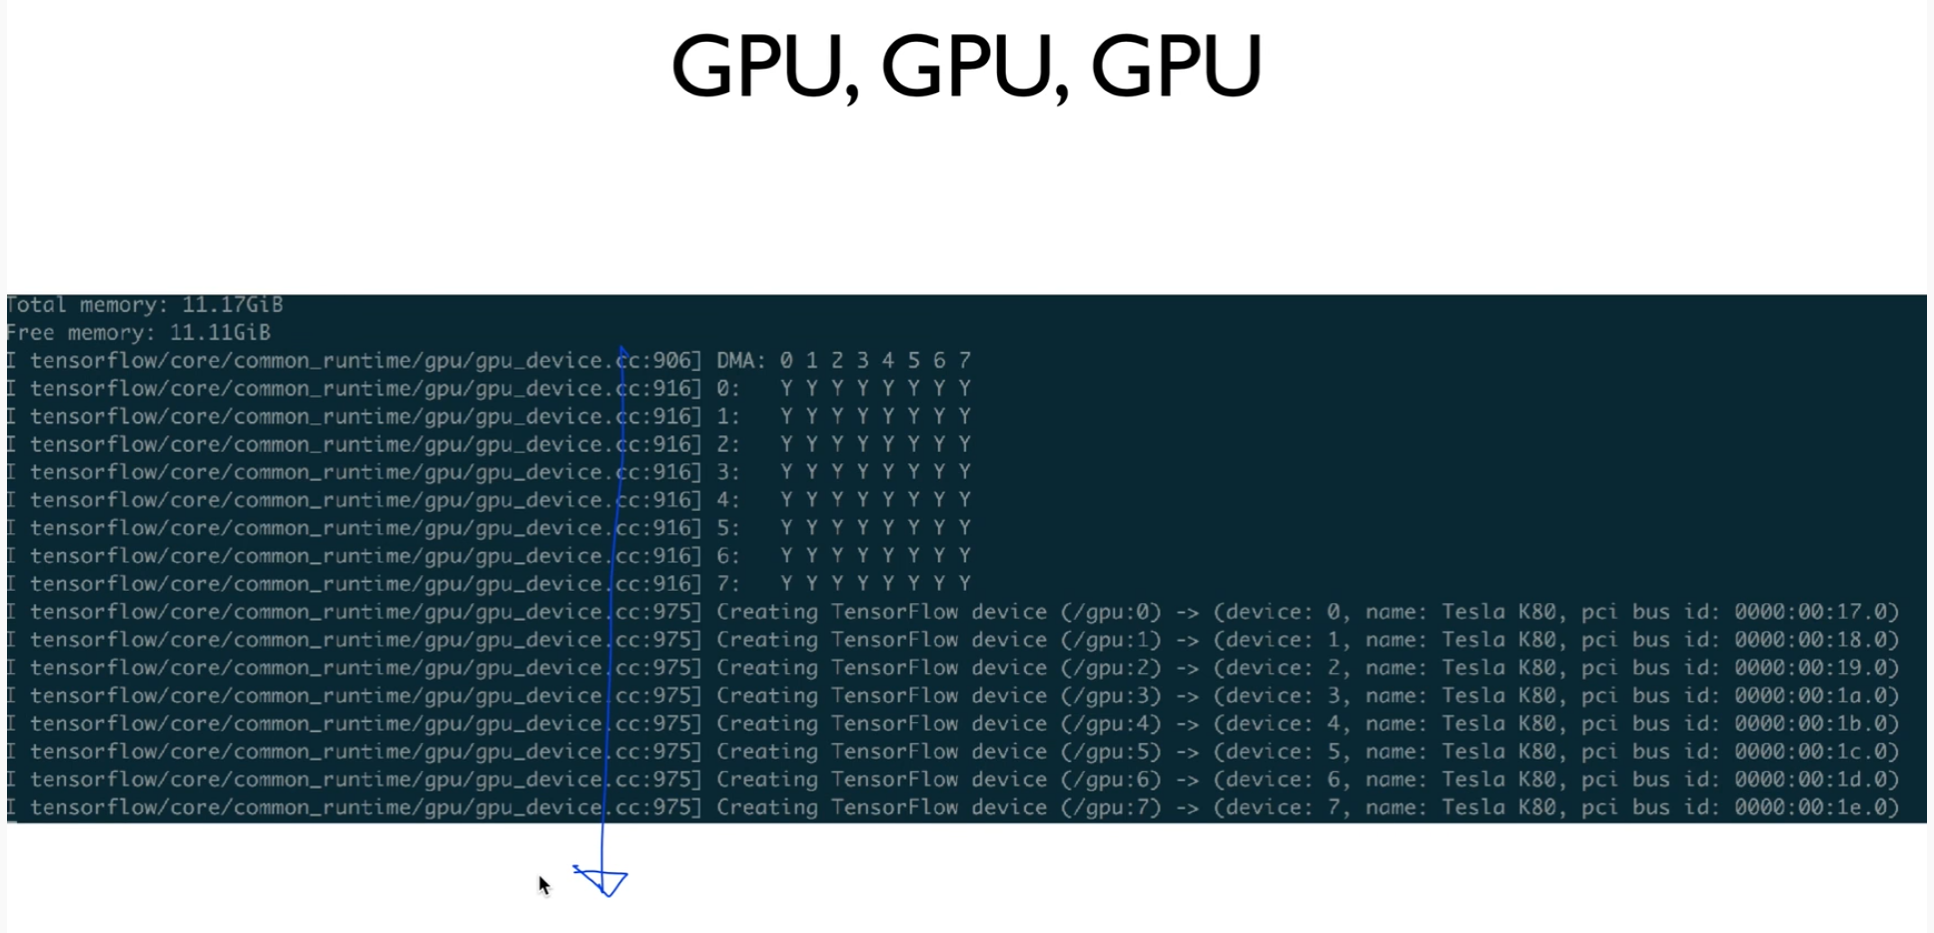 GPU, GPU, GPU
Total memory: 11.17GiB
Free memory: 11.11GiB
I tensorflow/core/common_runtime/gpu/gpu_device.cc:906] DMA: 0 1 2 3 4 5 6 7
I tensorflow/core/common_runtime/gpu/gpu_device.cc:916] 0:   Y Y Y Y Y Y Y Y
I tensorflow/core/common_runtime/gpu/gpu_device.cc:916] 1:   Y Y Y Y Y Y Y Y
I tensorflow/core/common_runtime/gpu/gpu_device.cc:916] 2:   Y Y Y Y Y Y Y Y
I tensorflow/core/common_runtime/gpu/gpu_device.cc:916] 3:   Y Y Y Y Y Y Y Y
I tensorflow/core/common_runtime/gpu/gpu_device.cc:916] 4:   Y Y Y Y Y Y Y Y
I tensorflow/core/common_runtime/gpu/gpu_device.cc:916] 5:   Y Y Y Y Y Y Y Y
I tensorflow/core/common_runtime/gpu/gpu_device.cc:916] 6:   Y Y Y Y Y Y Y Y
I tensorflow/core/common_runtime/gpu/gpu_device.cc:916] 7:   Y Y Y Y Y Y Y Y
I tensorflow/core/common_runtime/gpu/gpu_device.cc:975] Creating TensorFlow device (/gpu:0) -> (device: 0, name: Tesla K80, pci bus id: 0000:00:17.0)
I tensorflow/core/common_runtime/gpu/gpu_device.cc:975] Creating TensorFlow device (/gpu:1) -> (device: 1, name: Tesla K80, pci bus id: 0000:00:18.0)
I tensorflow/core/common_runtime/gpu/gpu_device.cc:975] Creating TensorFlow device (/gpu:2) -> (device: 2, name: Tesla K80, pci bus id: 0000:00:19.0)
I tensorflow/core/common_runtime/gpu/gpu_device.cc:975] Creating TensorFlow device (/gpu:3) -> (device: 3, name: Tesla K80, pci bus id: 0000:00:1a.0)
I tensorflow/core/common_runtime/gpu/gpu_device.cc:975] Creating TensorFlow device (/gpu:4) -> (device: 4, name: Tesla K80, pci bus id: 0000:00:1b.0)
I tensorflow/core/common_runtime/gpu/gpu_device.cc:975] Creating TensorFlow device (/gpu:5) -> (device: 5, name: Tesla K80, pci bus id: 0000:00:1c.0)
I tensorflow/core/common_runtime/gpu/gpu_device.cc:975] Creating TensorFlow device (/gpu:6) -> (device: 6, name: Tesla K80, pci bus id: 0000:00:1d.0)
I tensorflow/core/common_runtime/gpu/gpu_device.cc:975] Creating TensorFlow device (/gpu:7) -> (device: 7, name: Tesla K80, pci bus id: 0000:00:1e.0)